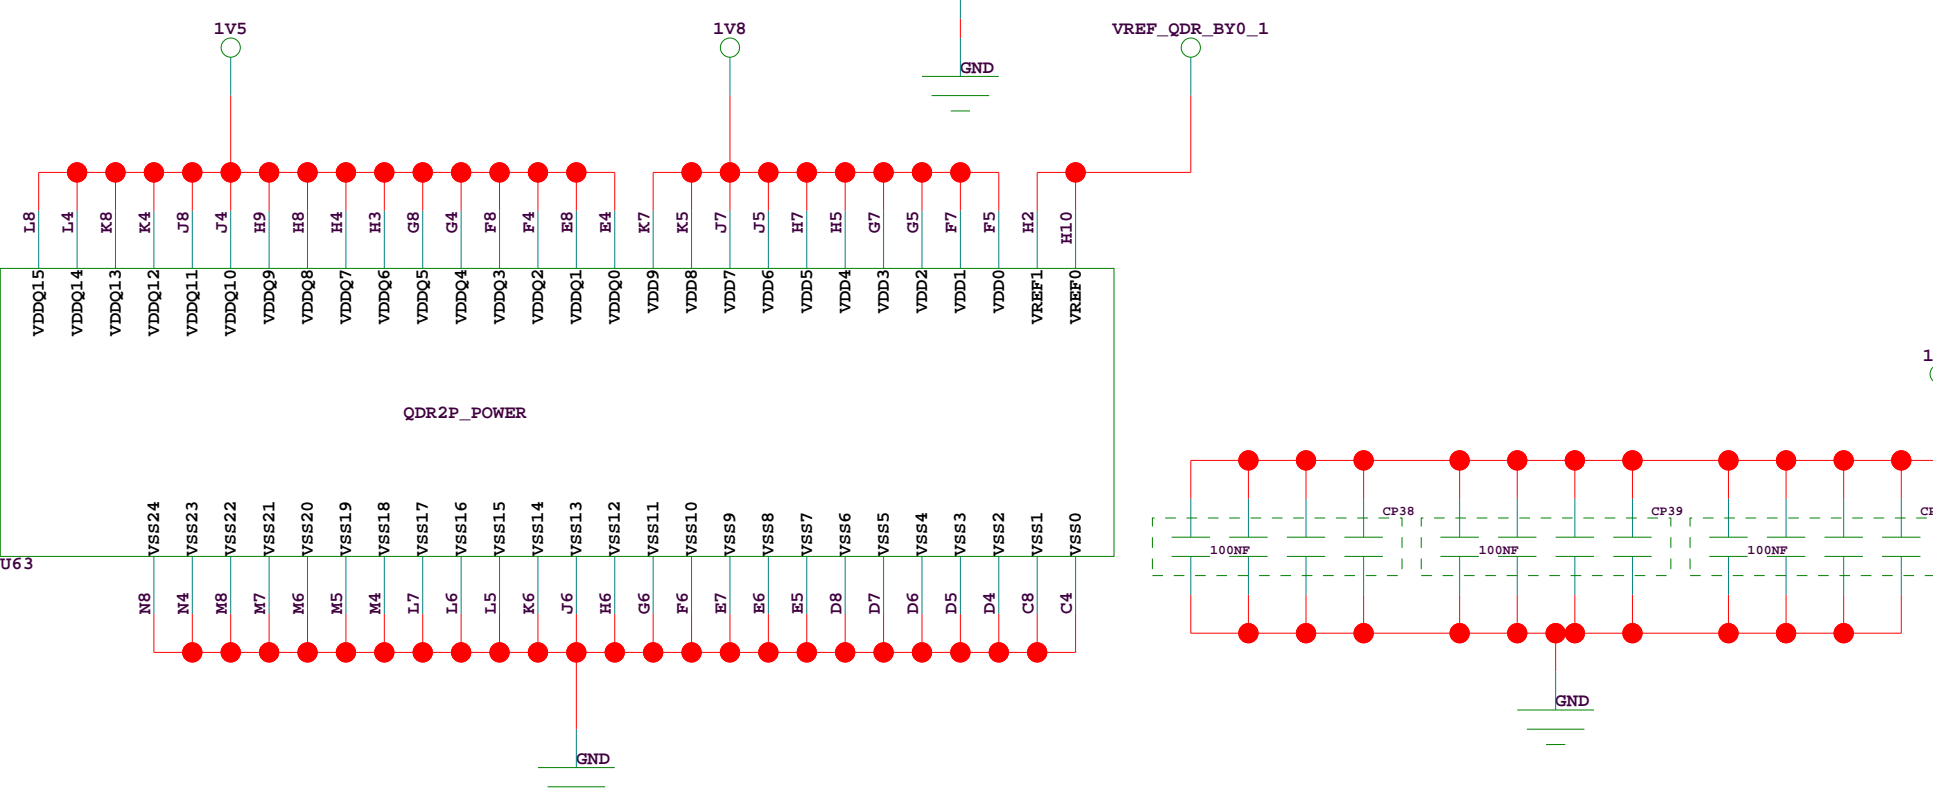 1V5
1V8
VREF_QDR_BY0_1
GND
L8 L4 K8 K4 J8 J4 H9 H8 H4 H3 G8 G4 F8 F4 E8 E4 K7 K5 J7 J5 H7 H5 G7 G5 F7 F5 H2 H10
VDDQ15 VDDQ14 VDDQ13 VDDQ12 VDDQ11 VDDQ10 VDDQ9 VDDQ8 VDDQ7 VDDQ6 VDDQ5 VDDQ4 VDDQ3 VDDQ2 VDDQ1 VDDQ0 VDD9 VDD8 VDD7 VDD6 VDD5 VDD4 VDD3 VDD2 VDD1 VDD0 VREF1 VREF0
QDR2P_POWER
VSS24 VSS23 VSS22 VSS21 VSS20 VSS19 VSS18 VSS17 VSS16 VSS15 VSS14 VSS13 VSS12 VSS11 VSS10 VSS9 VSS8 VSS7 VSS6 VSS5 VSS4 VSS3 VSS2 VSS1 VSS0
U63
N8 N4 M8 M7 M6 M5 M4 L7 L6 L5 K6 J6 H6 G6 F6 E7 E6 E5 D8 D7 D6 D5 D4 C8 C4
GND
CP38 CP39
100NF 100NF 100NF
GND